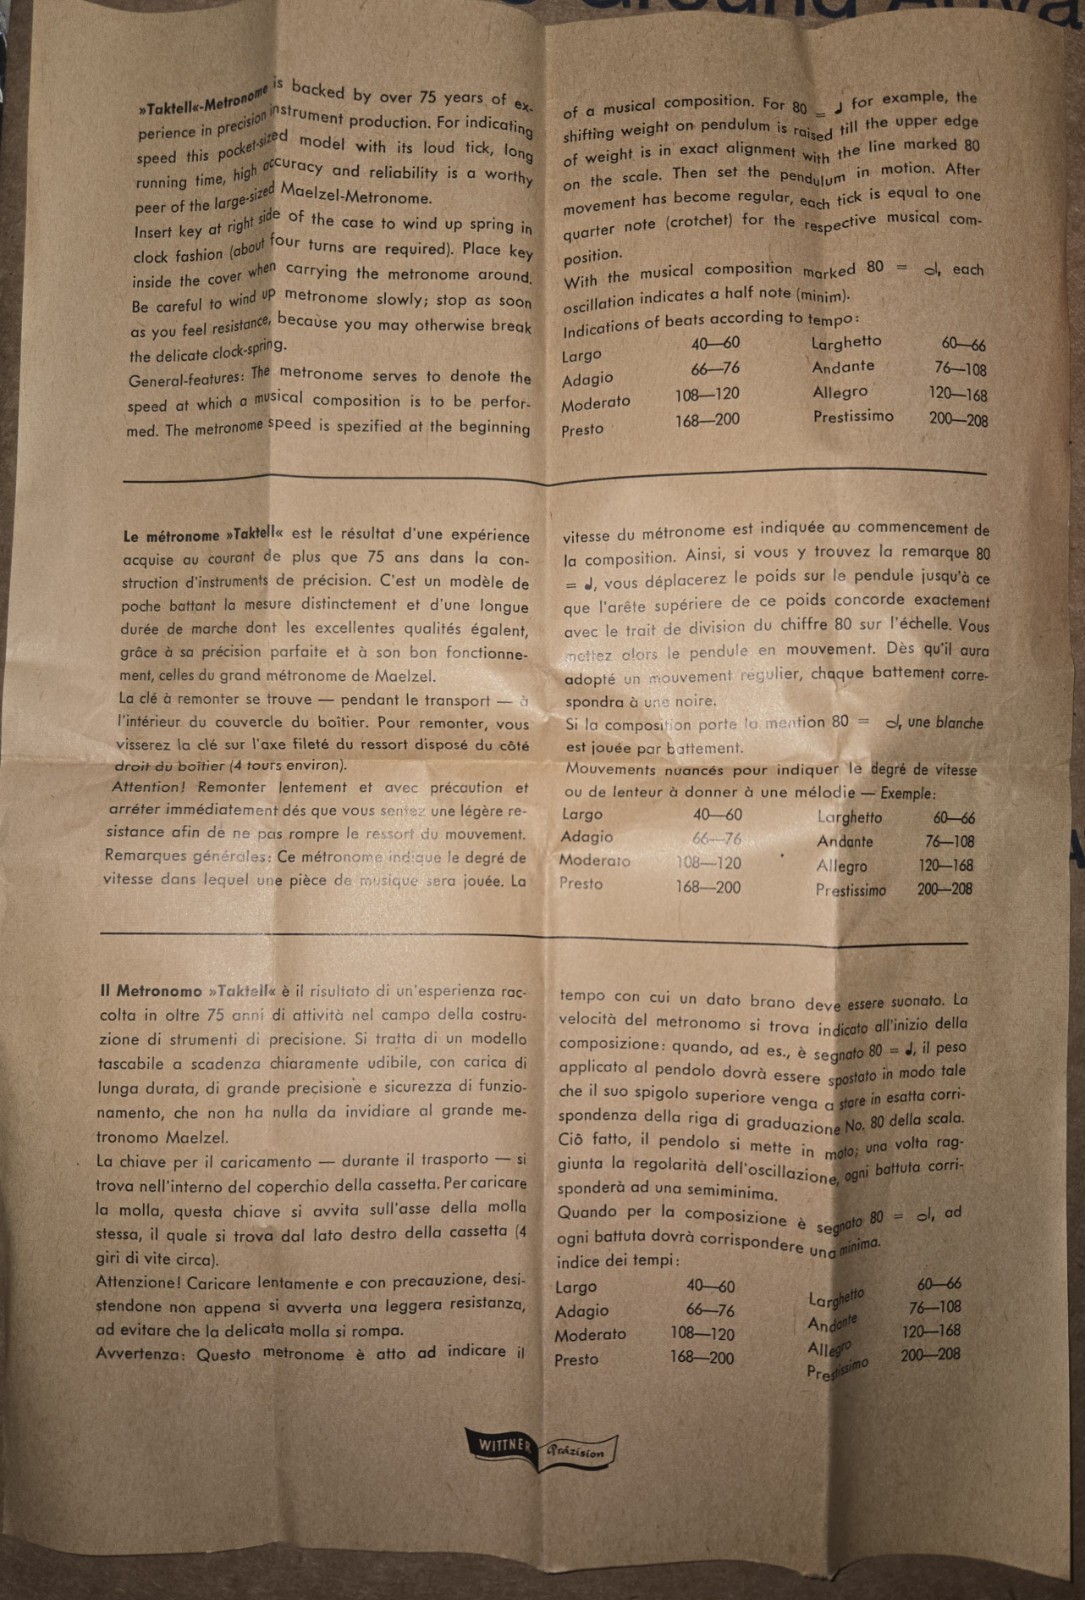 »Taktell«-Metronome is backed by over 75 years of ex-
perience in precision instrument production. For indicating
speed this pocket-sized model with its loud tick, long
running time, high accuracy and reliability is a worthy
peer of the large-sized Maelzel-Metronome.
Insert key at right side of the case to wind up spring in
clock fashion (about four turns are required). Place key
inside the cover when carrying the metronome around.
Be careful to wind up metronome slowly; stop as soon
as you feel resistance, because you may otherwise break
the delicate clock-spring.
General-features: The metronome serves to denote the
speed at which a musical composition is to be perfor-
med. The metronome speed is spezified at the beginning
of a musical composition. For 80 = ♩ for example, the
shifting weight on pendulum is raised till the upper edge
of weight is in exact alignment with the line marked 80
on the scale. Then set the pendulum in motion. After
movement has become regular, each tick is equal to one
quarter note (crotchet) for the respective musical com-
position.
With the musical composition marked 80 = 𝅗𝅥, each
oscillation indicates a half note (minim).
Indications of beats according to tempo:
Largo 40—60 Larghetto 60—66
Adagio 66—76 Andante 76—108
Moderato 108—120 Allegro 120—168
Presto 168—200 Prestissimo 200—208
Le métronome »Taktell« est le résultat d'une expérience
acquise au courant de plus que 75 ans dans la con-
struction d'instruments de précision. C'est un modèle de
poche battant la mesure distinctement et d'une longue
durée de marche dont les excellentes qualités égalent,
grâce à sa précision parfaite et à son bon fonctionne-
ment, celles du grand métronome de Maelzel.
La clé à remonter se trouve — pendant le transport — à
l'intérieur du couvercle du boîtier. Pour remonter, vous
visserez la clé sur l'axe fileté du ressort disposé du côté
droit du boîtier (4 tours environ).
Attention! Remonter lentement et avec précaution et
arrêter immédiatement dés que vous sentez une légère re-
sistance afin de ne pas rompre le ressort du mouvement.
Remarques générales: Ce métronome indique le degré de
vitesse dans lequel une pièce de musique sera jouée. La
vitesse du métronome est indiquée au commencement de
la composition. Ainsi, si vous y trouvez la remarque 80
= ♩, vous déplacerez le poids sur le pendule jusqu'à ce
que l'arête supériere de ce poids concorde exactement
avec le trait de division du chiffre 80 sur l'échelle. Vous
mettez alors le pendule en mouvement. Dès qu'il aura
adopté un mouvement regulier, chaque battement corre-
spondra à une noire.
Si la composition porte la mention 80 = 𝅗𝅥, une blanche
est jouée par battement.
Mouvements nuancés pour indiquer le degré de vitesse
ou de lenteur à donner à une mélodie — Exemple:
Largo 40—60 Larghetto 60—66
Adagio 66—76 Andante 76—108
Moderato 108—120 Allegro 120—168
Presto 168—200 Prestissimo 200—208
Il Metronomo »Taktell« è il risultato di un'esperienza rac-
colta in oltre 75 anni di attività nel campo della costru-
zione di strumenti di precisione. Si tratta di un modello
tascabile a scadenza chiaramente udibile, con carica di
lunga durata, di grande precisione e sicurezza di funzio-
namento, che non ha nulla da invidiare al grande me-
tronomo Maelzel.
La chiave per il caricamento — durante il trasporto — si
trova nell'interno del coperchio della cassetta. Per caricare
la molla, questa chiave si avvita sull'asse della molla
stessa, il quale si trova dal lato destro della cassetta (4
giri di vite circa).
Attenzione! Caricare lentamente e con precauzione, desi-
stendone non appena si avverta una leggera resistanza,
ad evitare che la delicata molla si rompa.
Avvertenza: Questo metronome è atto ad indicare il
tempo con cui un dato brano deve essere suonato. La
velocità del metronomo si trova indicato all'inizio della
composizione: quando, ad es., è segnato 80 = ♩, il peso
applicato al pendolo dovrà essere spostato in modo tale
che il suo spigolo superiore venga a stare in esatta corri-
spondenza della riga di graduazione No. 80 della scala.
Ciô fatto, il pendolo si mette in moto; una volta rag-
giunta la regolarità dell'oscillazione, ogni battuta corri-
sponderà ad una semiminima.
Quando per la composizione è segnato 80 = 𝅗𝅥, ad
ogni battuta dovrà corrispondere una minima.
indice dei tempi:
Largo 40—60 Larghetto 60—66
Adagio 66—76 Andante 76—108
Moderato 108—120 Allegro 120—168
Presto 168—200 Prestissimo 200—208
WITTNER Präzision